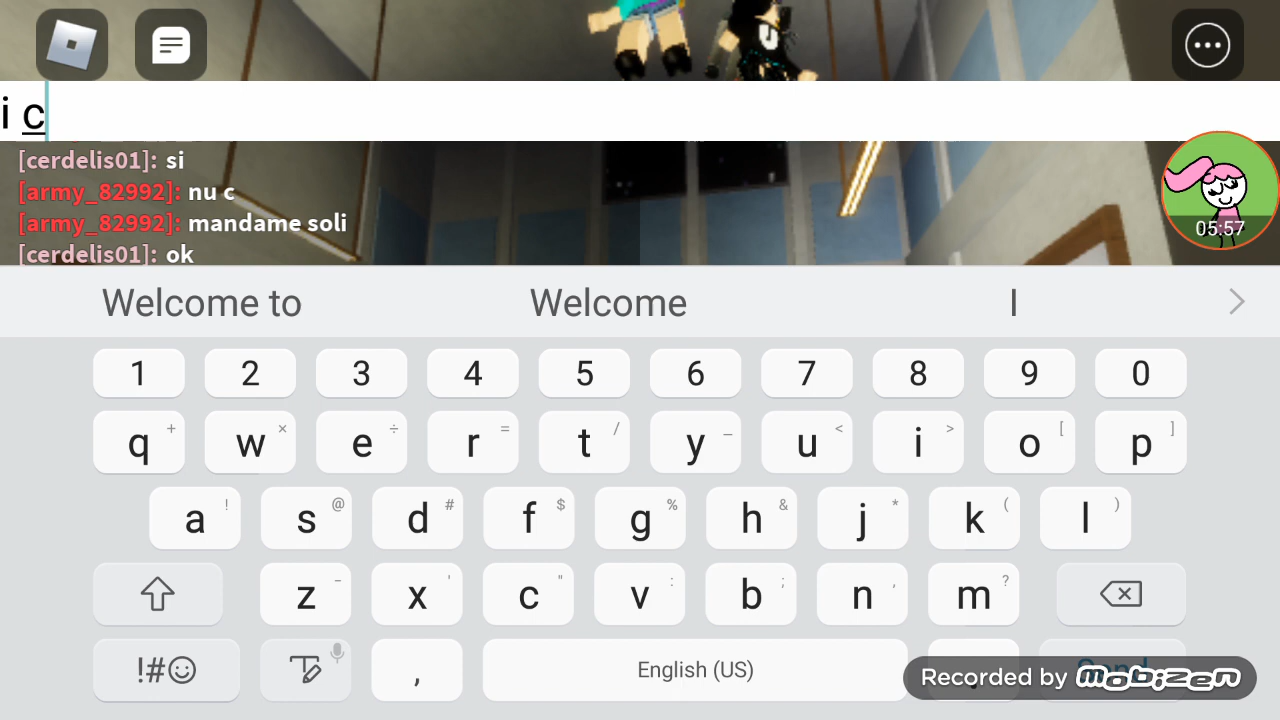 i c
[cerdelis01]: si
[army_82992]: nu c
[army_82992]: mandame soli
[cerdelis01]: ok
05:57
Welcome to Welcome I
1 2 3 4 5 6 7 8 9 0
q + w × e ÷ r = t / y _ u < i > o [ p ]
a ! s @ d # f $ g % h & j * k ( l )
z - x ' c " v : b ; n , m ?
!#☺ , English (US) Send
Recorded by mobizen